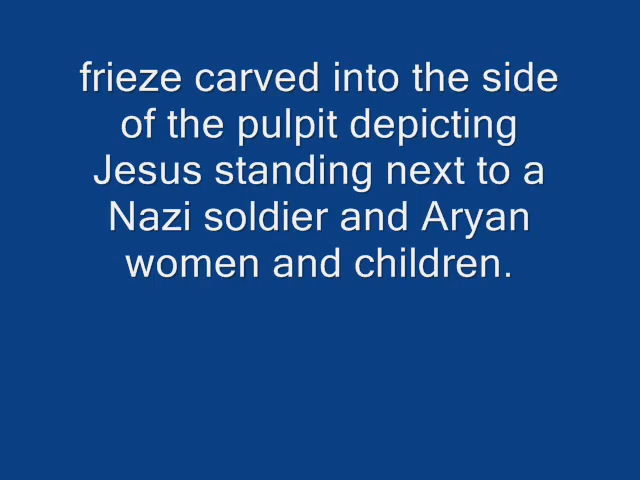 frieze carved into the side
of the pulpit depicting
Jesus standing next to a
Nazi soldier and Aryan
women and children.